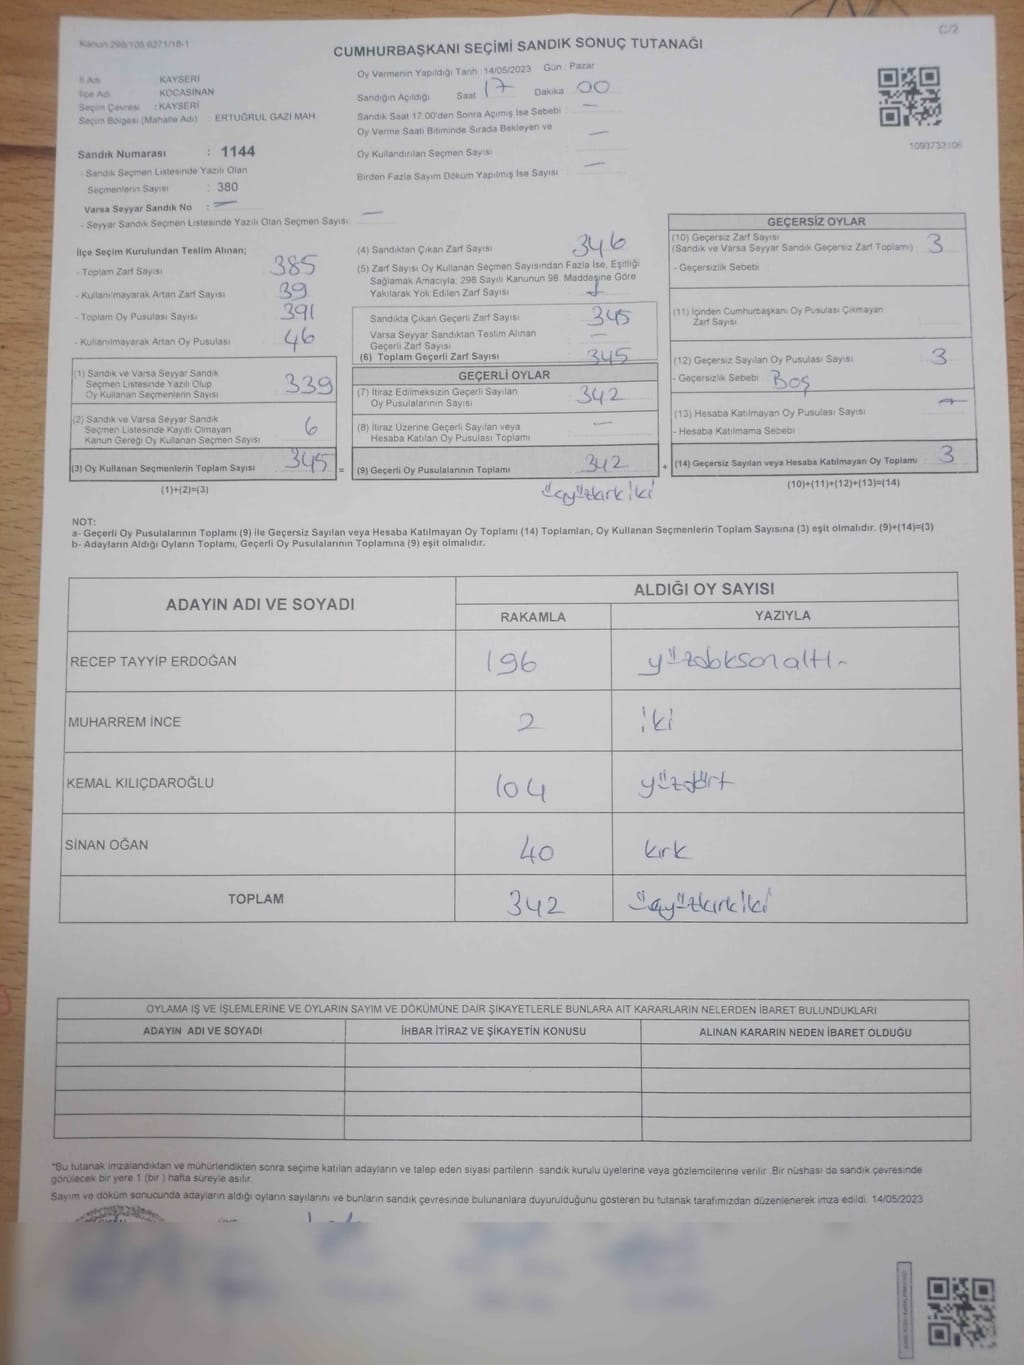 Kanun 298/105 6271/18-1
C/2
CUMHURBAŞKANI SEÇİMİ SANDIK SONUÇ TUTANAĞI
İl Adı KAYSERİ
İlçe Adı KOCASİNAN
Seçim Çevresi : KAYSERİ
Seçim Bölgesi (Mahalle Adı) : ERTUĞRUL GAZİ MAH.
Sandık Numarası : 1144
- Sandık Seçmen Listesinde Yazılı Olan
Seçmenlerin Sayısı : 380
Varsa Seyyar Sandık No : —
- Seyyar Sandık Seçmen Listesinde Yazılı Olan Seçmen Sayısı: —
Oy Vermenin Yapıldığı Tarih :14/05/2023 Gün : Pazar
Sandığın Açıldığı Saat 17 Dakika 00
Sandık Saat 17.00'den Sonra Açımış İse Sebebi : —
Oy Verme Saati Bitiminde Sırada Bekleyen ve
Oy Kullandırılan Seçmen Sayısı : —
Birden Fazla Sayım Döküm Yapılmış İse Sayısı : —
1093733106
İlçe Seçim Kurulundan Teslim Alınan;
- Toplam Zarf Sayısı 385
- Kullanılmayarak Artan Zarf Sayısı 39
- Toplam Oy Pusulası Sayısı 391
- Kullanılmayarak Artan Oy Pusulası 46
(1) Sandık ve Varsa Seyyar Sandık
Seçmen Listesinde Yazılı Olup
Oy Kullanan Seçmenlerin Sayısı 339
(2) Sandık ve Varsa Seyyar Sandık
Seçmen Listesinde Kayıtlı Olmayan
Kanun Gereği Oy Kullanan Seçmen Sayısı 6
(3) Oy Kullanan Seçmenlerin Toplam Sayısı 345 =
(1)+(2)=(3)
(4) Sandıktan Çıkan Zarf Sayısı 346
(5) Zarf Sayısı Oy Kullanan Seçmen Sayısından Fazla İse, Eşitliği
Sağlamak Amacıyla; 298 Sayılı Kanunun 98. Maddesine Göre
Yakılarak Yok Edilen Zarf Sayısı 1
Sandıkta Çıkan Geçerli Zarf Sayısı 345
Varsa Seyyar Sandıktan Teslim Alınan
Geçerli Zarf Sayısı —
(6) Toplam Geçerli Zarf Sayısı 345
GEÇERLİ OYLAR
(7) İtiraz Edilmeksizin Geçerli Sayılan
Oy Pusulalarının Sayısı 342
(8) İtiraz Üzerine Geçerli Sayılan veya
Hesaba Katılan Oy Pusulası Toplamı —
(9) Geçerli Oy Pusulalarının Toplamı 342 +
üçyüzkırkiki
GEÇERSİZ OYLAR
(10) Geçersiz Zarf Sayısı
(Sandık ve Varsa Seyyar Sandık Geçersiz Zarf Toplamı) 3
- Geçersizlik Sebebi
(11) İçinden Cumhurbaşkanı Oy Pusulası Çıkmayan
Zarf Sayısı
(12) Geçersiz Sayılan Oy Pusulası Sayısı 3
- Geçersizlik Sebebi Boş
(13) Hesaba Katılmayan Oy Pusulası Sayısı —
- Hesaba Katılmama Sebebi :
(14) Geçersiz Sayılan veya Hesaba Katılmayan Oy Toplamı 3
(10)+(11)+(12)+(13)=(14)
NOT:
a- Geçerli Oy Pusulalarının Toplamı (9) ile Geçersiz Sayılan veya Hesaba Katılmayan Oy Toplamı (14) Toplamları, Oy Kullanan Seçmenlerin Toplam Sayısına (3) eşit olmalıdır. (9)+(14)=(3)
b- Adayların Aldığı Oyların Toplamı, Geçerli Oy Pusulalarının Toplamına (9) eşit olmalıdır.
ADAYIN ADI VE SOYADI ALDIĞI OY SAYISI
RAKAMLA YAZIYLA
RECEP TAYYİP ERDOĞAN 196 yüzdoksanaltı
MUHARREM İNCE 2 iki
KEMAL KILIÇDAROĞLU 104 yüzdört
SİNAN OĞAN 40 kırk
TOPLAM 342 üçyüzkırkiki
OYLAMA İŞ VE İŞLEMLERİNE VE OYLARIN SAYIM VE DÖKÜMÜNE DAİR ŞİKAYETLERLE BUNLARA AİT KARARLARIN NELERDEN İBARET BULUNDUKLARI
ADAYIN ADI VE SOYADI İHBAR İTİRAZ VE ŞİKAYETİN KONUSU ALINAN KARARIN NEDEN İBARET OLDUĞU
*Bu tutanak imzalandıktan ve mühürlendikten sonra seçime katılan adayların ve talep eden siyasi partilerin sandık kurulu üyelerine veya gözlemcilerine verilir .Bir nüshası da sandık çevresinde
görülecek bir yere 1 (bir ) hafta süreyle asılır.
Sayım ve döküm sonucunda adayların aldığı oyların sayılarını ve bunların sandık çevresinde bulunanlara duyurulduğunu gösteren bu tutanak tarafımızdan düzenlenerek imza edildi. 14/05/2023